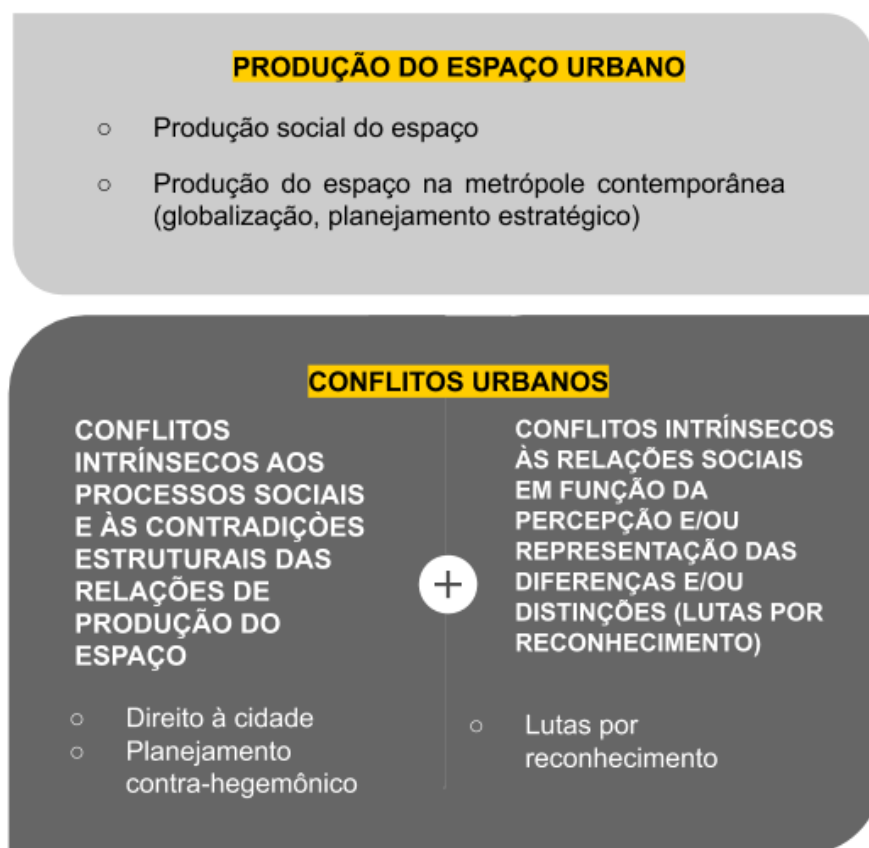 PRODUÇÃO DO ESPAÇO URBANO
○ Produção social do espaço
○ Produção do espaço na metrópole contemporânea
(globalização, planejamento estratégico)
CONFLITOS URBANOS
CONFLITOS
INTRÍNSECOS AOS
PROCESSOS SOCIAIS
E ÀS CONTRADIÇÒES
ESTRUTURAIS DAS
RELAÇÕES DE
PRODUÇÃO DO
ESPAÇO
○ Direito à cidade
○ Planejamento
contra-hegemônico
+
CONFLITOS INTRÍNSECOS
ÀS RELAÇÕES SOCIAIS
EM FUNÇÃO DA
PERCEPÇÃO E/OU
REPRESENTAÇÃO DAS
DIFERENÇAS E/OU
DISTINÇÕES (LUTAS POR
RECONHECIMENTO)
○ Lutas por
reconhecimento